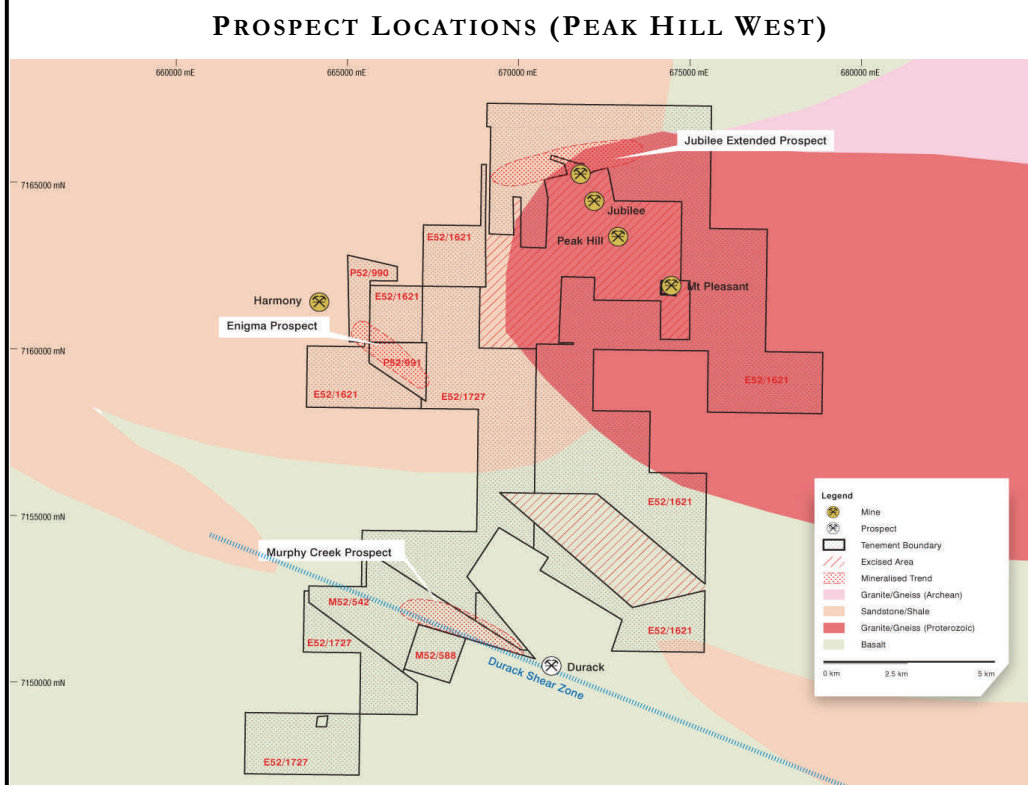 PROSPECT LOCATIONS (PEAK HILL WEST)
660000 mE
665000 mE
670000 mE
675000 mE
680000 mE
Jubilee Extended Prospect
7165000 mN
Jubilee
E52/1621
Peak Hill
P52/990
Mt Pleasant
E52/1621
Harmony
Enigma Prospect
7160000 mN
P52/991
E52/1621
E52/1621
E52/1727
Legend
Mine
Prospect
Tenement Boundary
Excised Area
Mineralised Trend
Granite/Gneiss (Archean)
Sandstone/Shale
Granite/Gneiss (Proterozoic)
Basalt
0 km
2.5 km
5 km
E52/1621
7155000 mN
Murphy Creek Prospect
M52/542
E52/1727
E52/1621
M52/588
Durack
Durack Shear Zone
7150000 mN
E52/1727